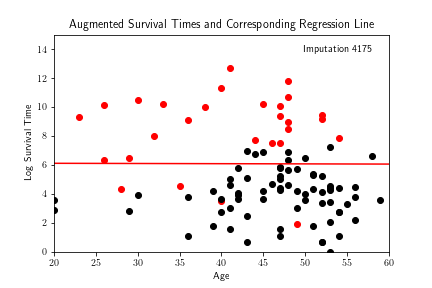 Augmented Survival Times and Corresponding Regression Line
Imputation 4175
14
12
10
8
6
4
2
0
Log Survival Time
20 25 30 35 40 45 50 55 60
Age